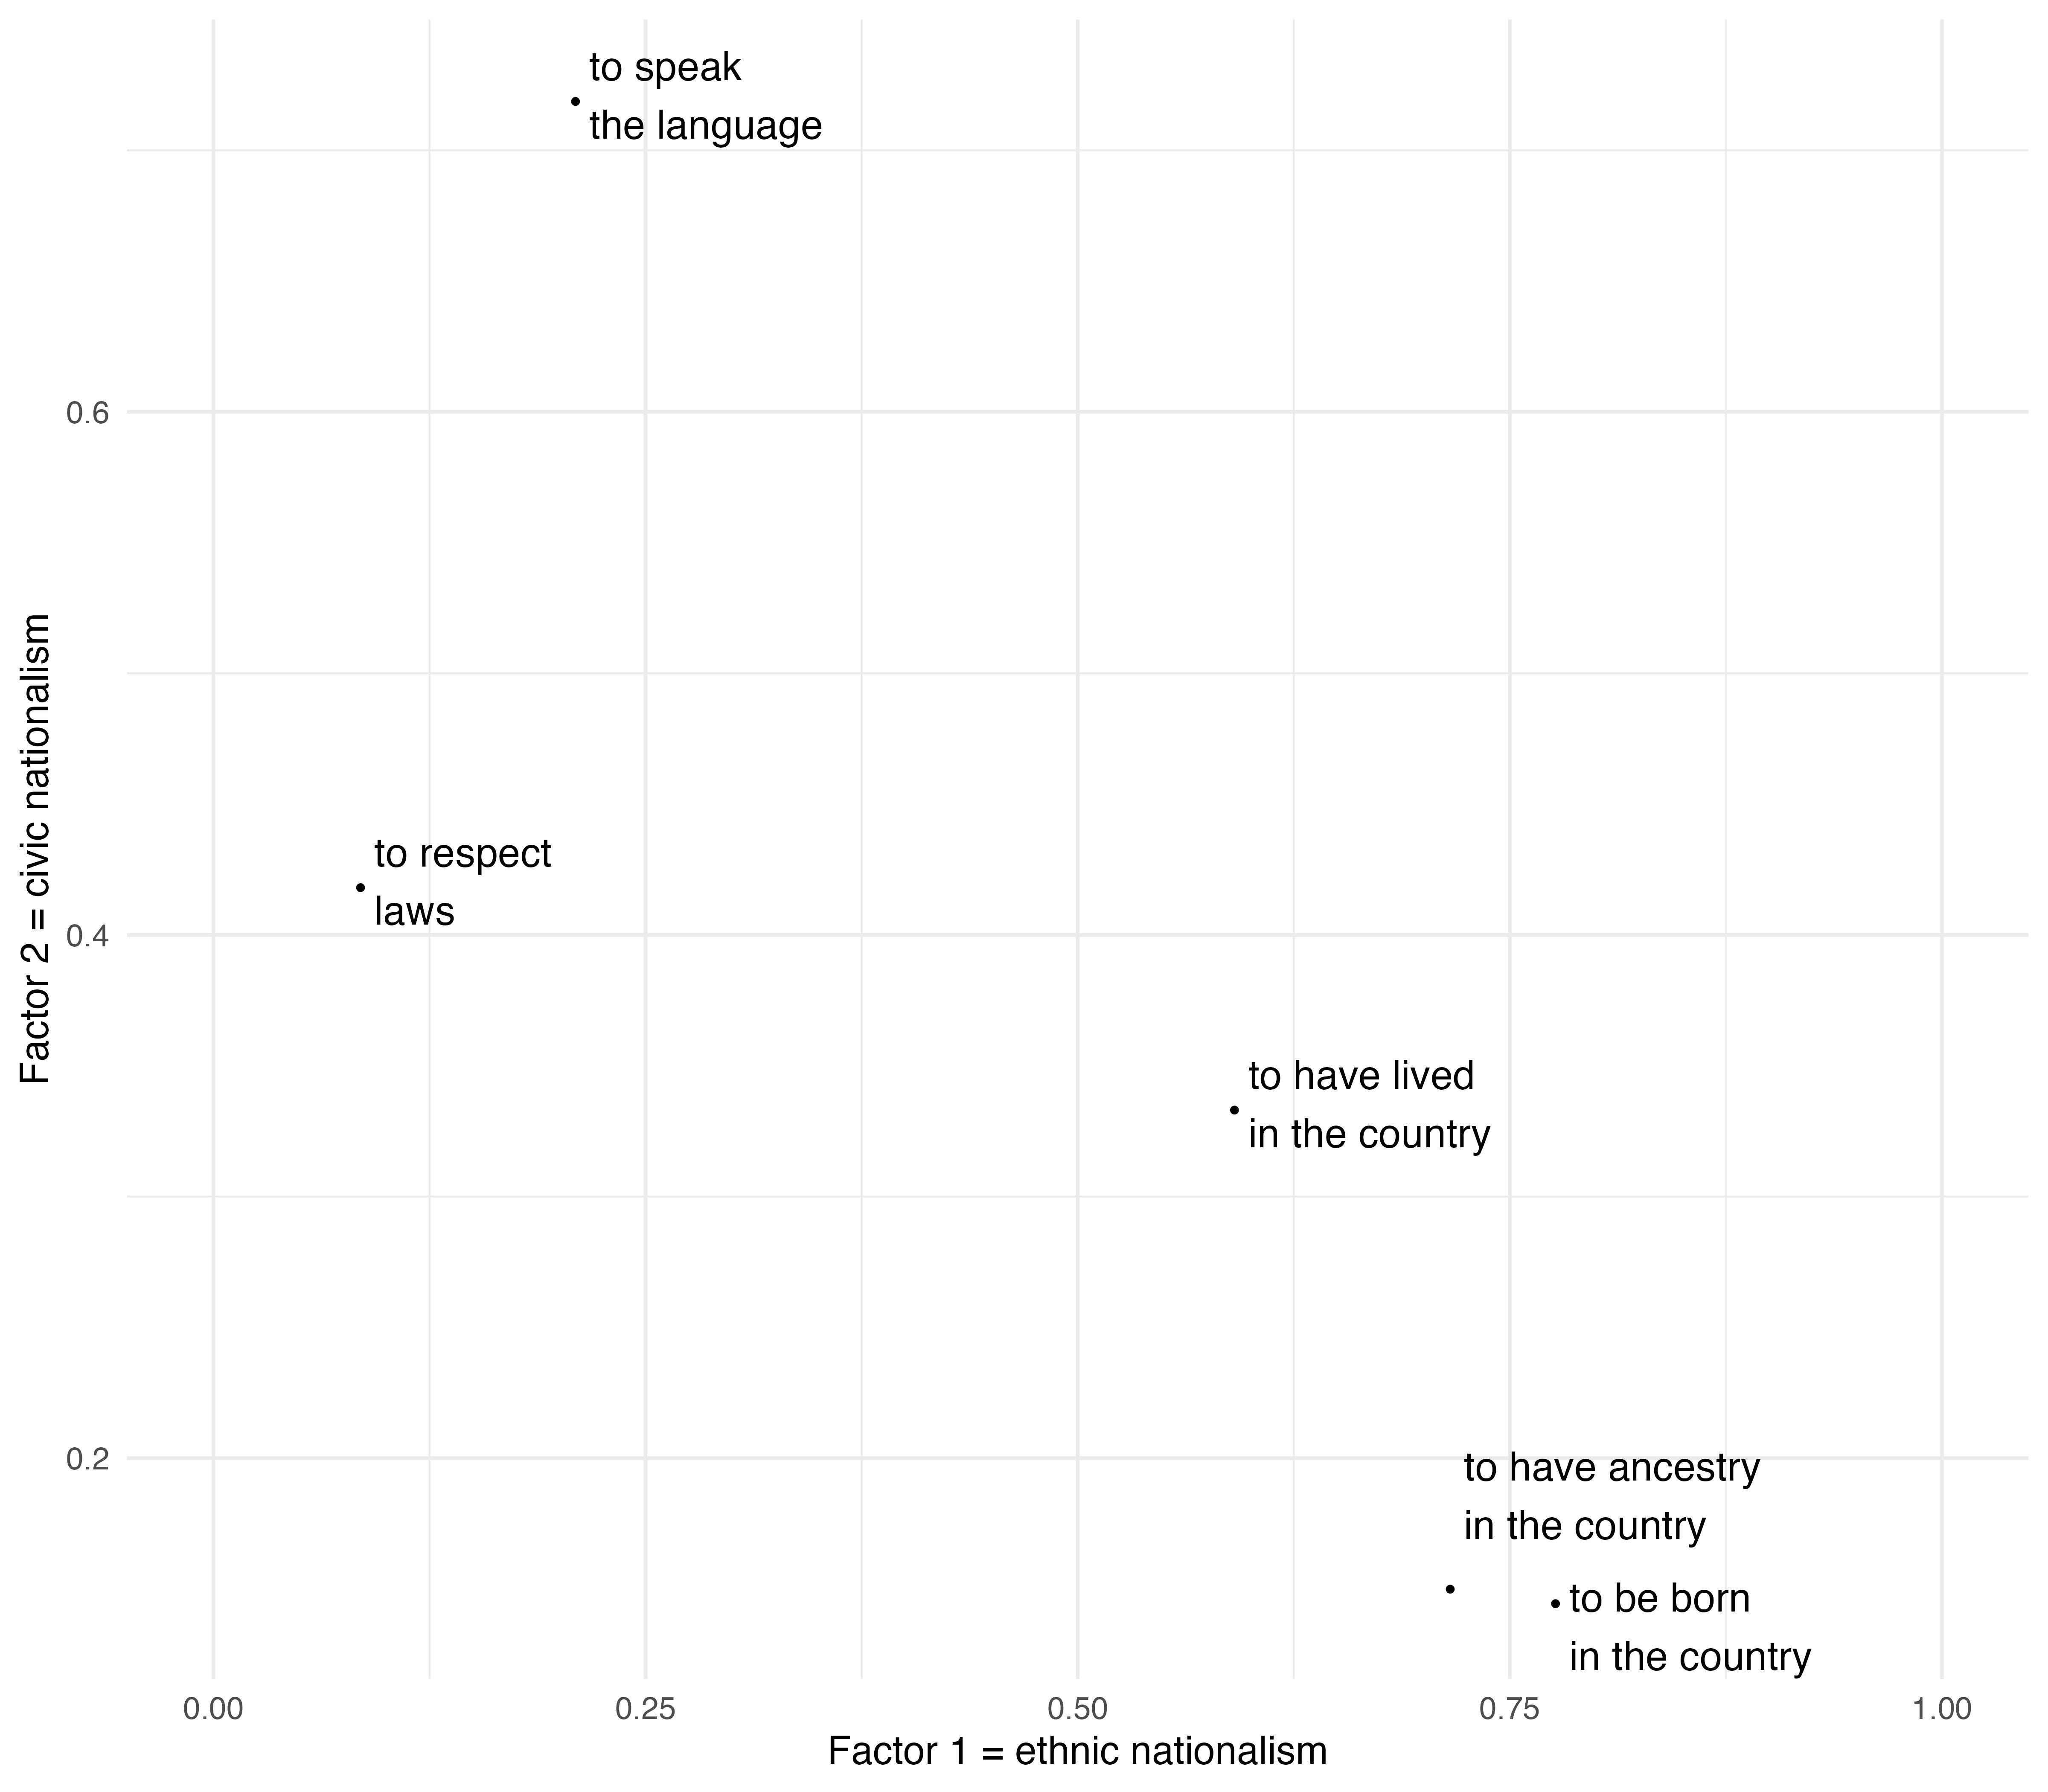 to speak
the language
0.6
to respect
laws
0.4
to have lived
in the country
0.2
to have ancestry
in the country
to be born
in the country
0.00
0.25
0.50
0.75
1.00
Factor 1 = ethnic nationalism
Factor 2 = civic nationalism